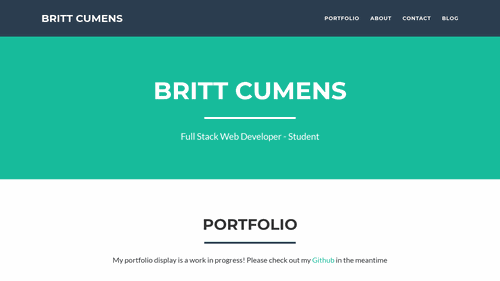 BRITT CUMENS
PORTFOLIO ABOUT CONTACT BLOG
BRITT CUMENS
Full Stack Web Developer - Student
PORTFOLIO
My portfolio display is a work in progress! Please check out my Github in the meantime